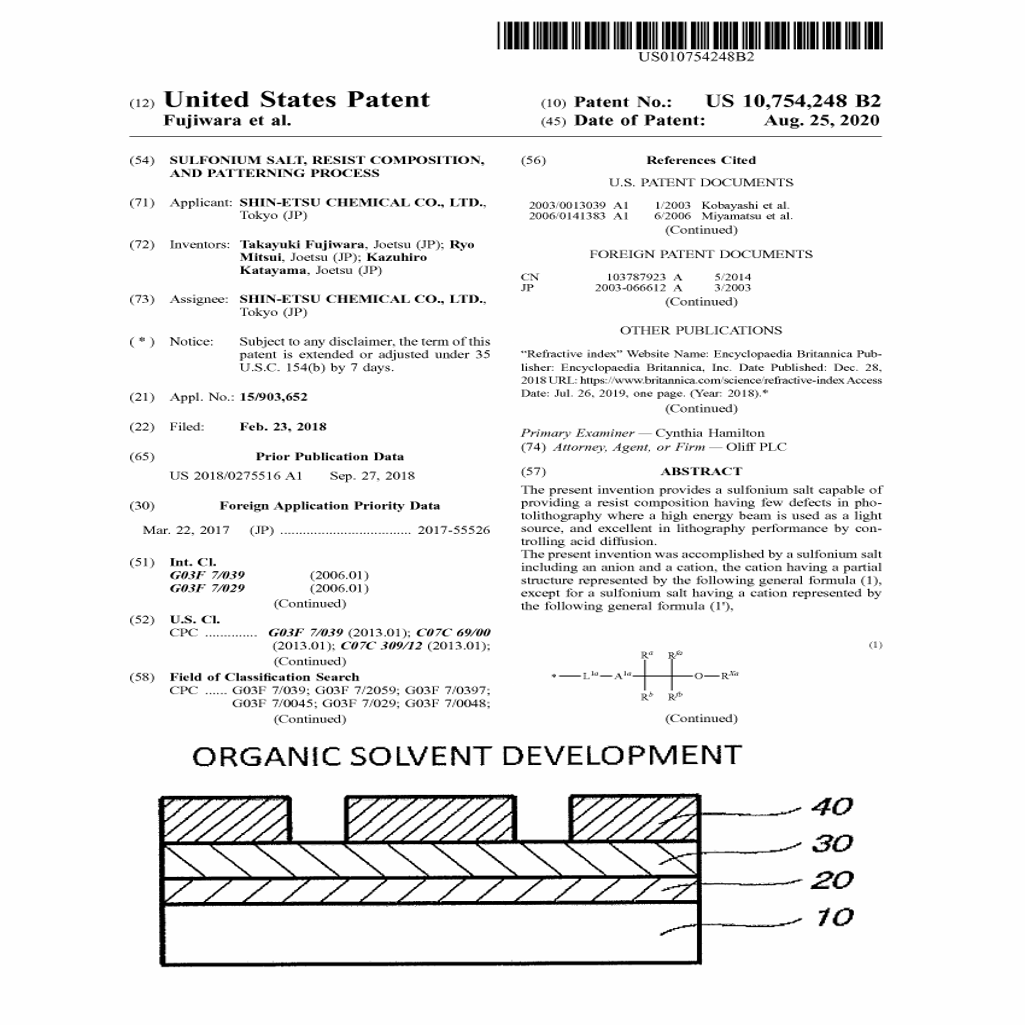 US010754248B2
(12) United States Patent
Fujiwara et al.
(10) Patent No.: US 10,754,248 B2
(45) Date of Patent: Aug. 25, 2020
(54) SULFONIUM SALT, RESIST COMPOSITION,
AND PATTERNING PROCESS
(71) Applicant: SHIN-ETSU CHEMICAL CO., LTD.,
Tokyo (JP)
(72) Inventors: Takayuki Fujiwara, Joetsu (JP); Ryo
Mitsui, Joetsu (JP); Kazuhiro
Katayama, Joetsu (JP)
(73) Assignee: SHIN-ETSU CHEMICAL CO., LTD.,
Tokyo (JP)
( * ) Notice: Subject to any disclaimer, the term of this
patent is extended or adjusted under 35
U.S.C. 154(b) by 7 days.
(21) Appl. No.: 15/903,652
(22) Filed: Feb. 23, 2018
(65) Prior Publication Data
US 2018/0275516 A1 Sep. 27, 2018
(30) Foreign Application Priority Data
Mar. 22, 2017 (JP) ................................. 2017-55526
(51) Int. Cl.
G03F 7/039 (2006.01)
G03F 7/029 (2006.01)
(Continued)
(52) U.S. Cl.
CPC ............. G03F 7/039 (2013.01); C07C 69/00
(2013.01); C07C 309/12 (2013.01);
(Continued)
(58) Field of Classification Search
CPC ...... G03F 7/039; G03F 7/2059; G03F 7/0397;
G03F 7/0045; G03F 7/029; G03F 7/0048;
(Continued)
(56) References Cited
U.S. PATENT DOCUMENTS
2003/0013039 A1 1/2003 Kobayashi et al.
2006/0141383 A1 6/2006 Miyamatsu et al.
(Continued)
FOREIGN PATENT DOCUMENTS
CN 103787923 A 5/2014
JP 2003-066612 A 3/2003
(Continued)
OTHER PUBLICATIONS
“Refractive index” Website Name: Encyclopaedia Britannica Pub-
lisher: Encyclopaedia Britannica, Inc. Date Published: Dec. 28,
2018 URL: https://www.britannica.com/science/refractive-index Access
Date: Jul. 26, 2019, one page. (Year: 2018).*
(Continued)
Primary Examiner — Cynthia Hamilton
(74) Attorney, Agent, or Firm — Oliff PLC
(57) ABSTRACT
The present invention provides a sulfonium salt capable of
providing a resist composition having few defects in pho-
tolithography where a high energy beam is used as a light
source, and excellent in lithography performance by con-
trolling acid diffusion.
The present invention was accomplished by a sulfonium salt
including an anion and a cation, the cation having a partial
structure represented by the following general formula (1),
except for a sulfonium salt having a cation represented by
the following general formula (1'),
(1)
Rᵃ Rᶠᵃ
*—L¹ᵃ—A¹ᵃ O—Rˣᵃ
Rᵇ Rᶠᵇ
(Continued)
ORGANIC SOLVENT DEVELOPMENT
40
30
20
10